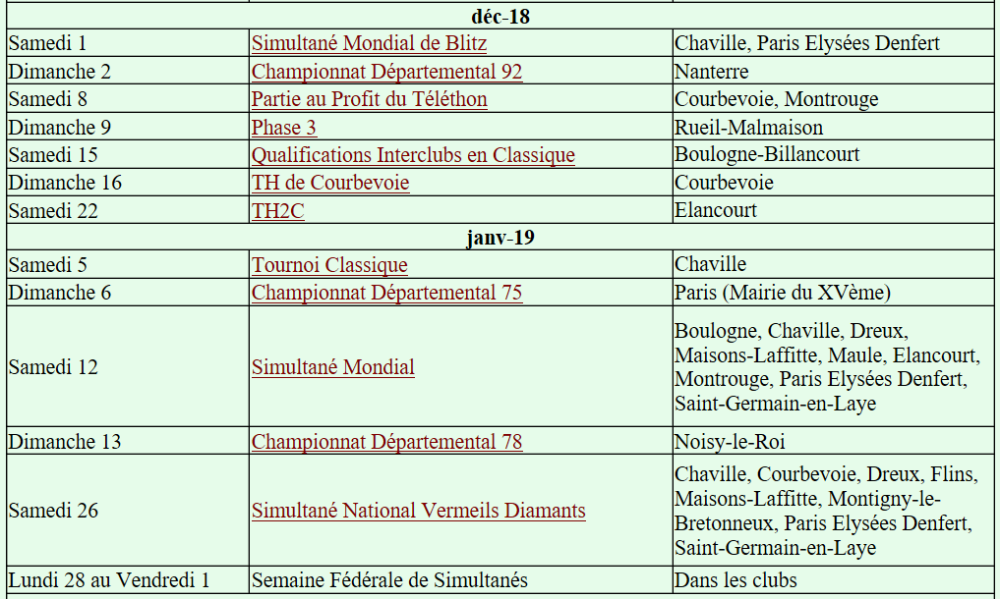 déc-18
Samedi 1 Simultané Mondial de Blitz Chaville, Paris Elysées Denfert
Dimanche 2 Championnat Départemental 92 Nanterre
Samedi 8 Partie au Profit du Téléthon Courbevoie, Montrouge
Dimanche 9 Phase 3 Rueil-Malmaison
Samedi 15 Qualifications Interclubs en Classique Boulogne-Billancourt
Dimanche 16 TH de Courbevoie Courbevoie
Samedi 22 TH2C Elancourt
janv-19
Samedi 5 Tournoi Classique Chaville
Dimanche 6 Championnat Départemental 75 Paris (Mairie du XVème)
Samedi 12 Simultané Mondial
Boulogne, Chaville, Dreux,
Maisons-Laffitte, Maule, Elancourt,
Montrouge, Paris Elysées Denfert,
Saint-Germain-en-Laye
Dimanche 13 Championnat Départemental 78 Noisy-le-Roi
Samedi 26 Simultané National Vermeils Diamants
Chaville, Courbevoie, Dreux, Flins,
Maisons-Laffitte, Montigny-le-
Bretonneux, Paris Elysées Denfert,
Saint-Germain-en-Laye
Lundi 28 au Vendredi 1 Semaine Fédérale de Simultanés Dans les clubs